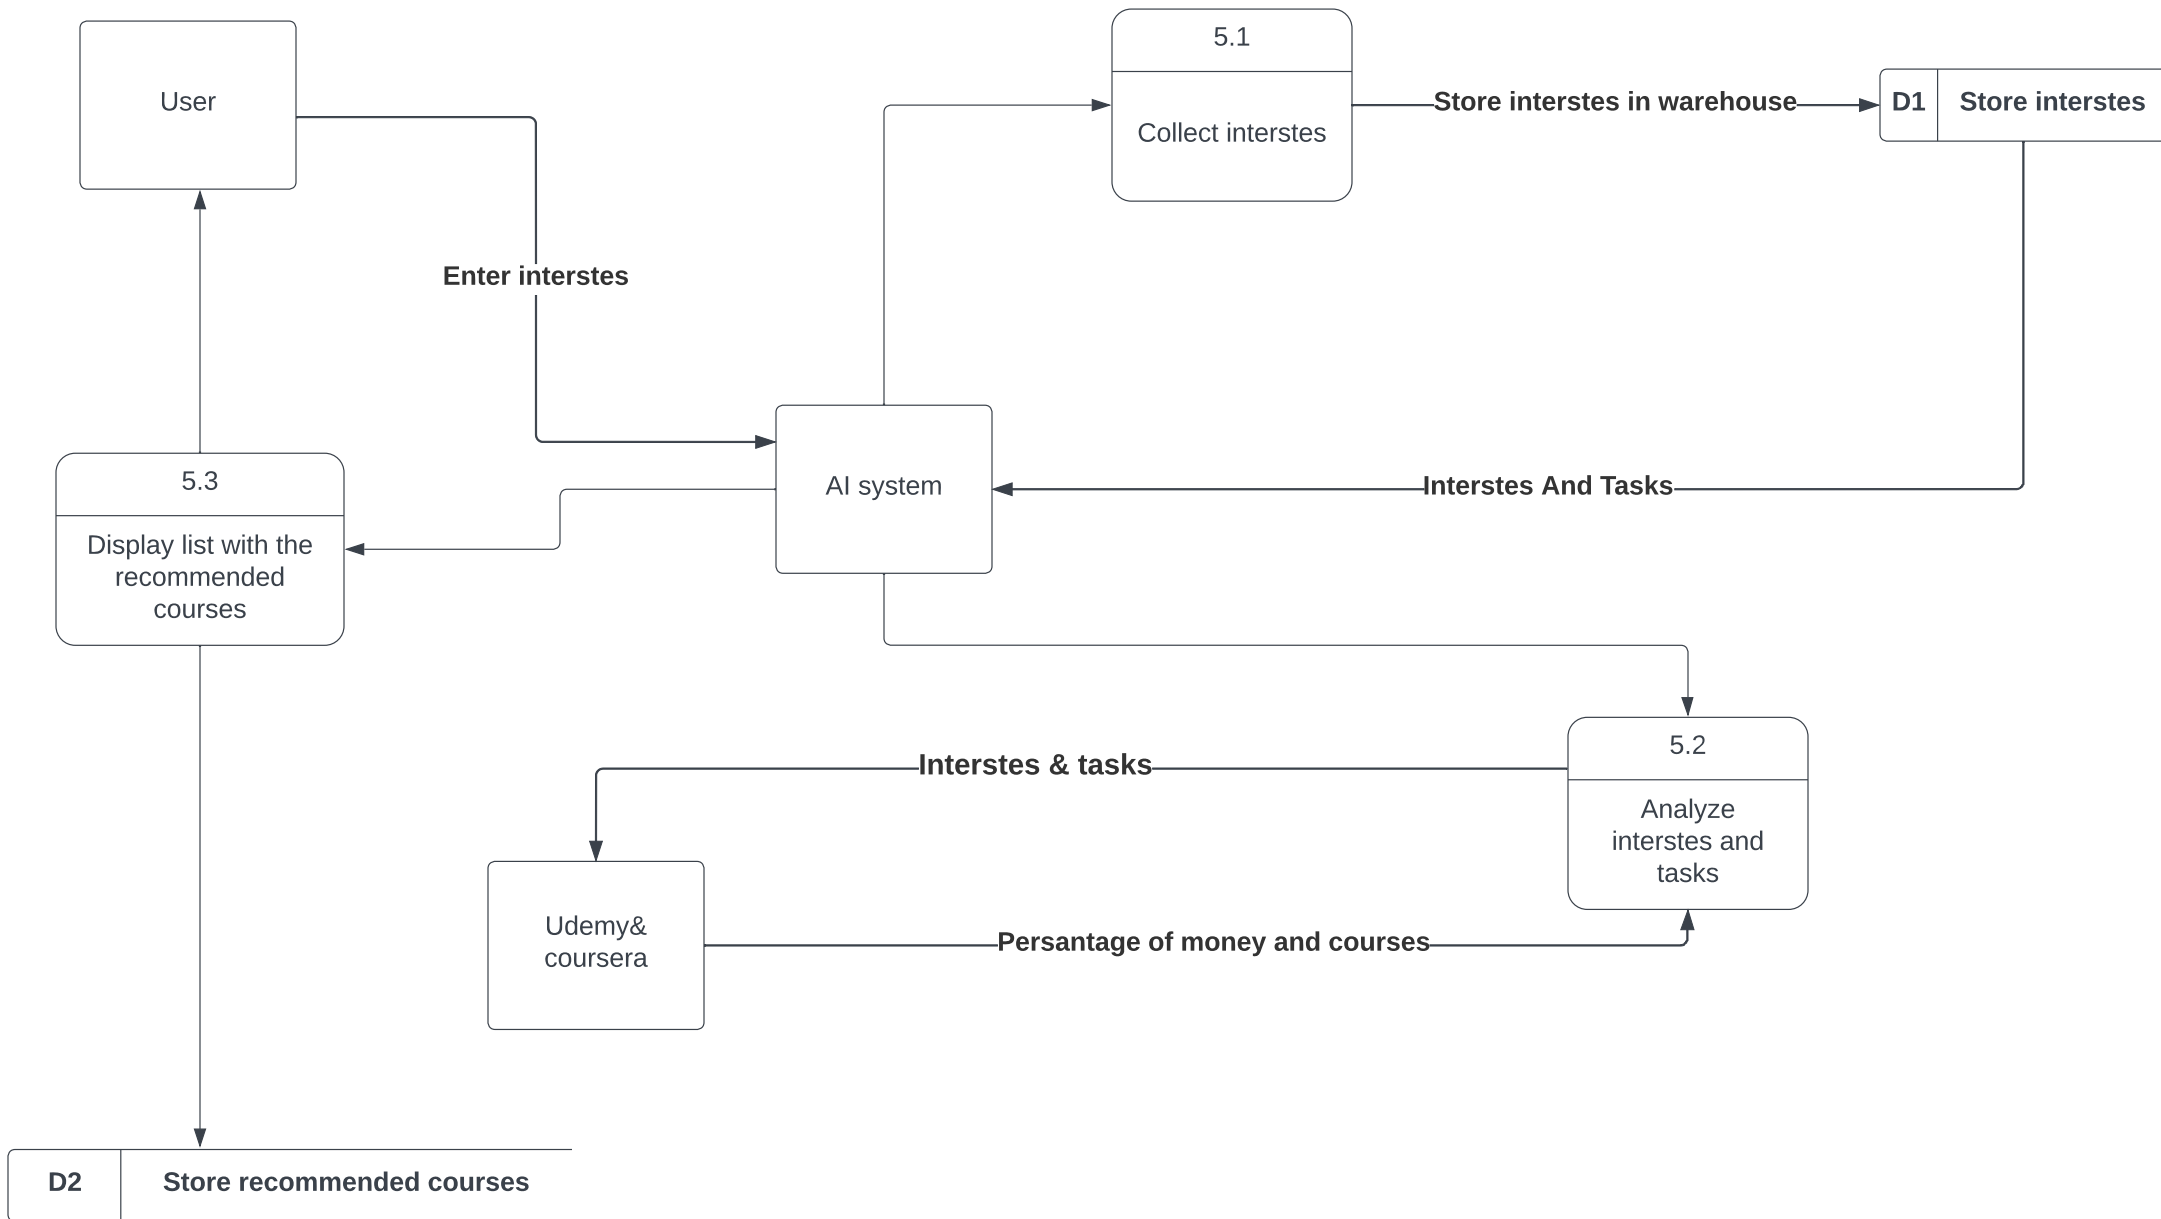 5.1
User
Collect interstes
Store interstes in warehouse
D1
Store interstes
Enter interstes
5.3
Display list with the
recommended
courses
AI system
Interstes And Tasks
5.2
Analyze
interstes and
tasks
Interstes & tasks
Udemy&
coursera
Persantage of money and courses
D2
Store recommended courses